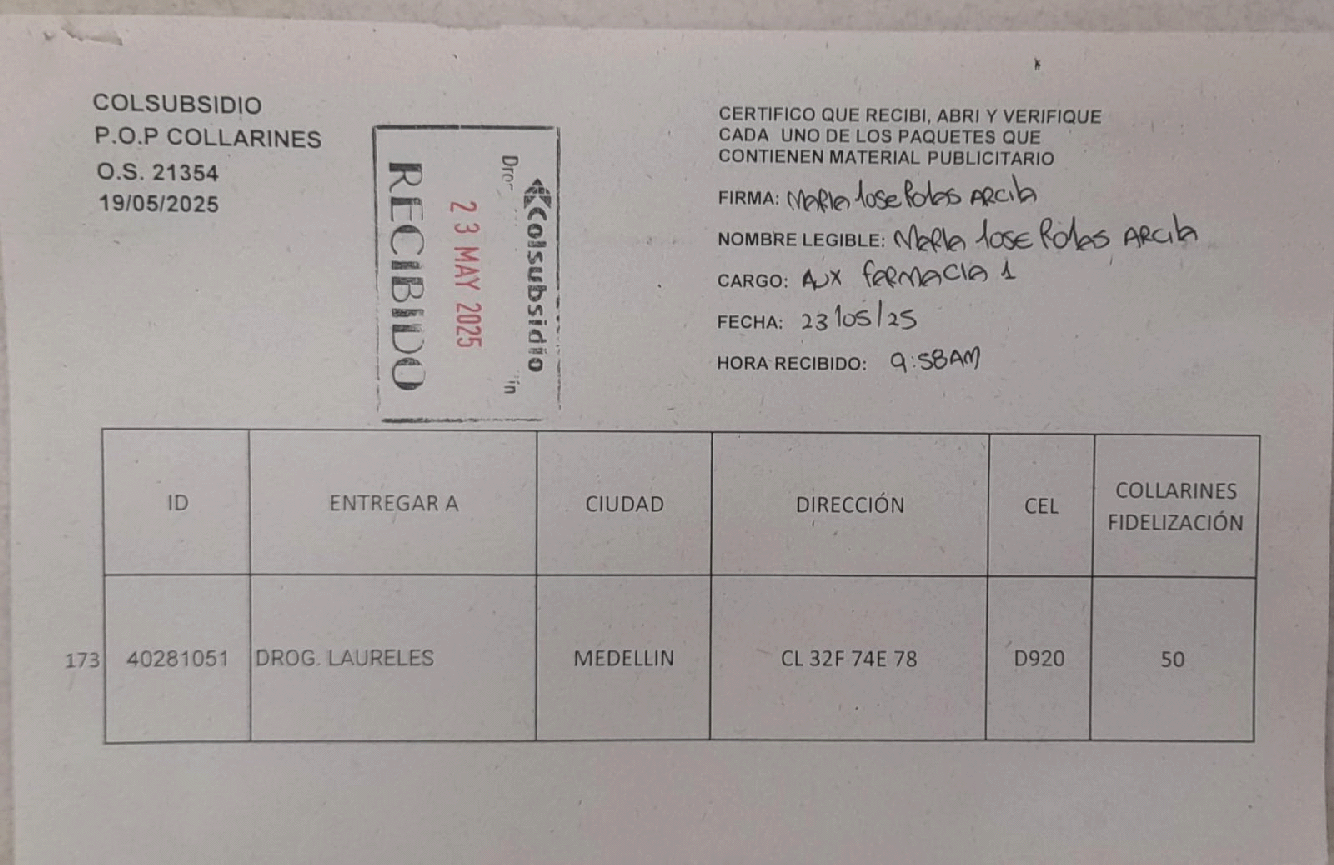 COLSUBSIDIO
P.O.P COLLARINES
O.S. 21354
19/05/2025
Colsubsidio
23 MAY 2025
RECIBIDO
CERTIFICO QUE RECIBI, ABRI Y VERIFIQUE
CADA UNO DE LOS PAQUETES QUE
CONTIENEN MATERIAL PUBLICITARIO
FIRMA: Maria Jose Robas ARCila
NOMBRE LEGIBLE: Maria Jose Robas ARCila
CARGO: Aux farmacia 1
FECHA: 23/05/25
HORA RECIBIDO: 9:58AM
ID ENTREGAR A CIUDAD DIRECCIÓN CEL COLLARINES FIDELIZACIÓN
173 40281051 DROG. LAURELES MEDELLIN CL 32F 74E 78 D920 50